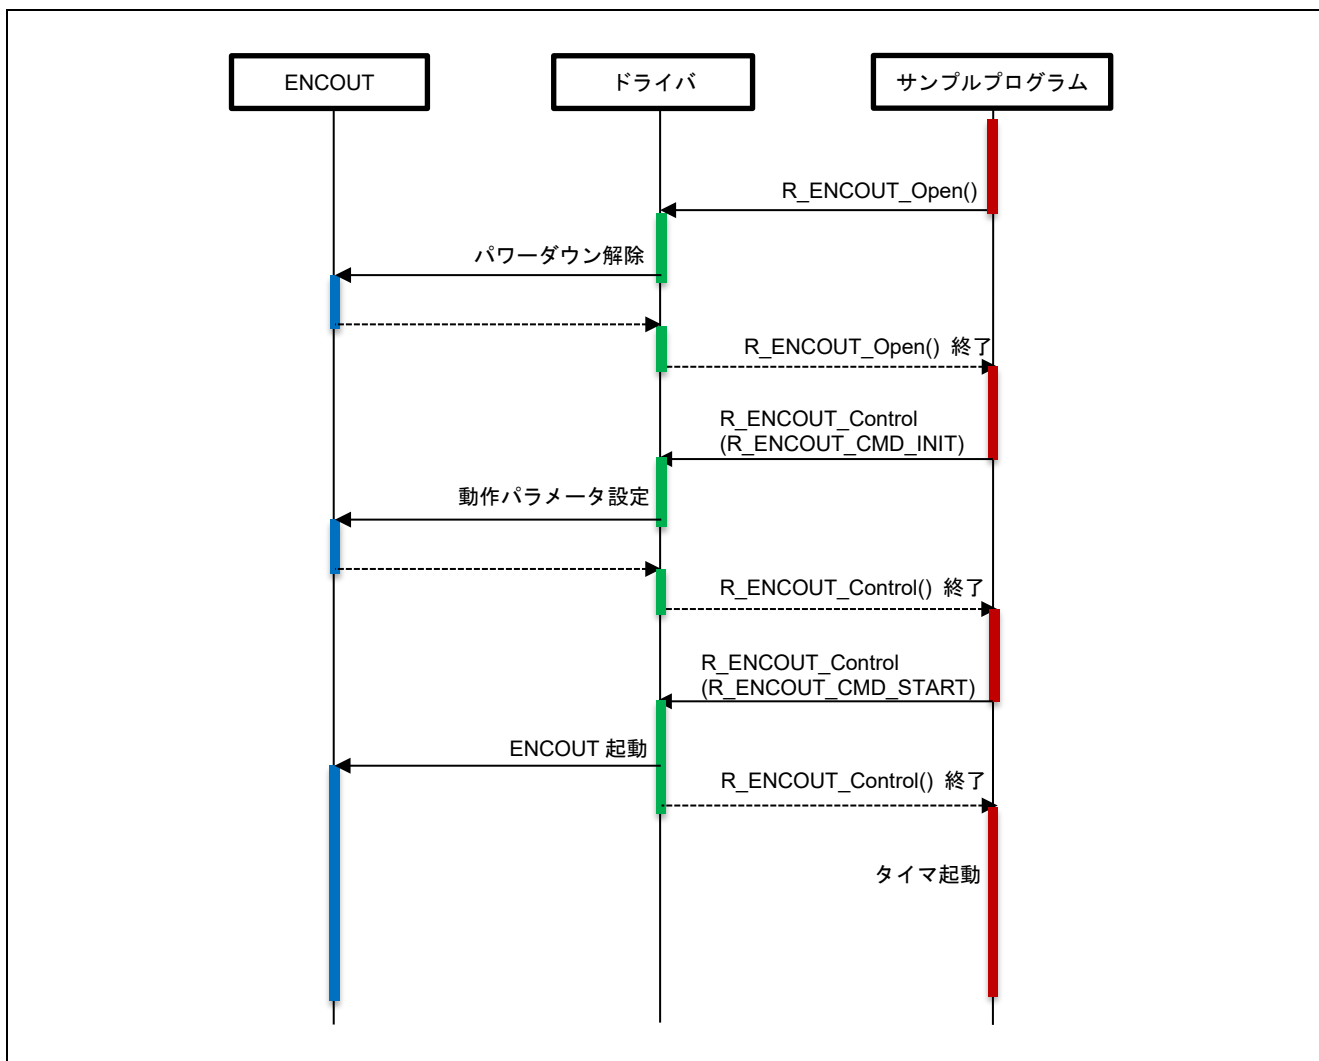 ENCOUT
ドライバ
サンプルプログラム
R_ENCOUT_Open()
パワーダウン解除
R_ENCOUT_Open() 終了
R_ENCOUT_Control
(R_ENCOUT_CMD_INIT)
動作パラメータ設定
R_ENCOUT_Control() 終了
R_ENCOUT_Control
(R_ENCOUT_CMD_START)
ENCOUT 起動
R_ENCOUT_Control() 終了
タイマ起動